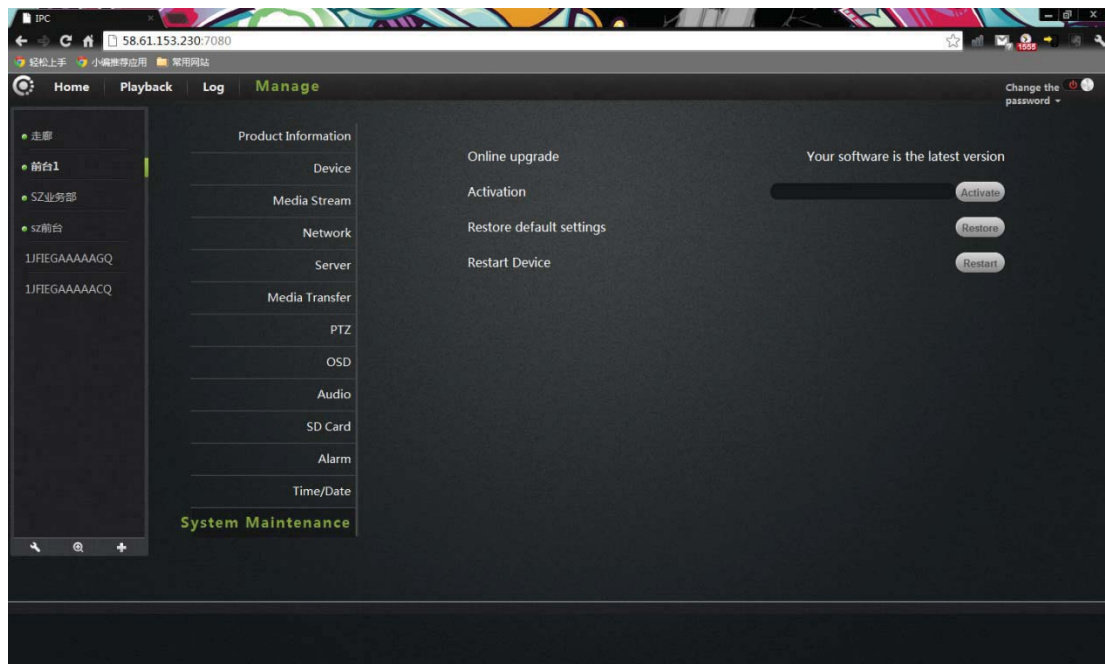 IPC
58.61.153.230:7080
1555
轻松上手 小编推荐应用 常用网站
Home Playback Log Manage
Change the
password
走廊
前台1
SZ业务部
sz前台
1JFIEGAAAAAGQ
1JFIEGAAAAACQ
Product Information
Device
Media Stream
Network
Server
Media Transfer
PTZ
OSD
Audio
SD Card
Alarm
Time/Date
System Maintenance
Online upgrade Your software is the latest version
Activation Activate
Restore default settings Restore
Restart Device Restart